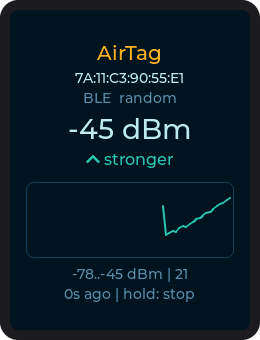 AirTag
7A:11:C3:90:55:E1
BLE  random
-45 dBm
stronger
-78..-45 dBm | 21
0s ago | hold: stop